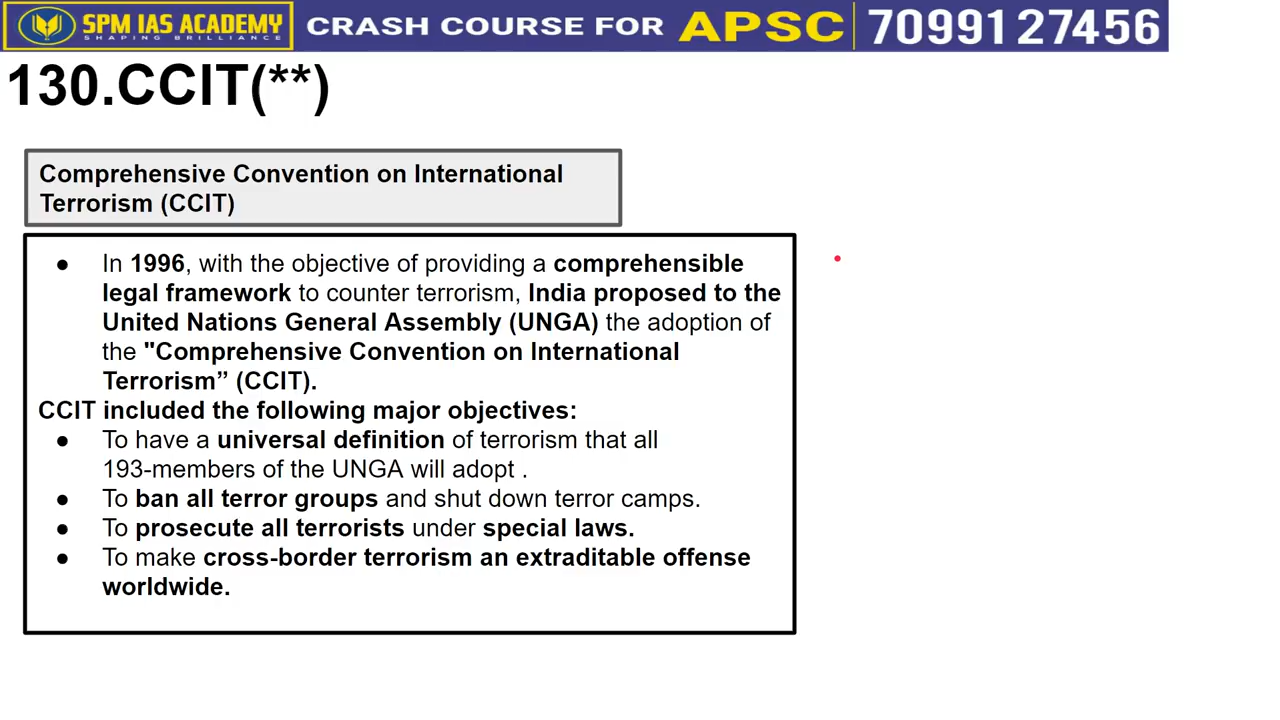 SPM IAS ACADEMY
SHAPING BRILLIANCE
CRASH COURSE FOR APSC 7099127456
130.CCIT(**)
Comprehensive Convention on International
Terrorism (CCIT)
● In 1996, with the objective of providing a comprehensible
legal framework to counter terrorism, India proposed to the
United Nations General Assembly (UNGA) the adoption of
the "Comprehensive Convention on International
Terrorism” (CCIT).
CCIT included the following major objectives:
● To have a universal definition of terrorism that all
193-members of the UNGA will adopt .
● To ban all terror groups and shut down terror camps.
● To prosecute all terrorists under special laws.
● To make cross-border terrorism an extraditable offense
worldwide.